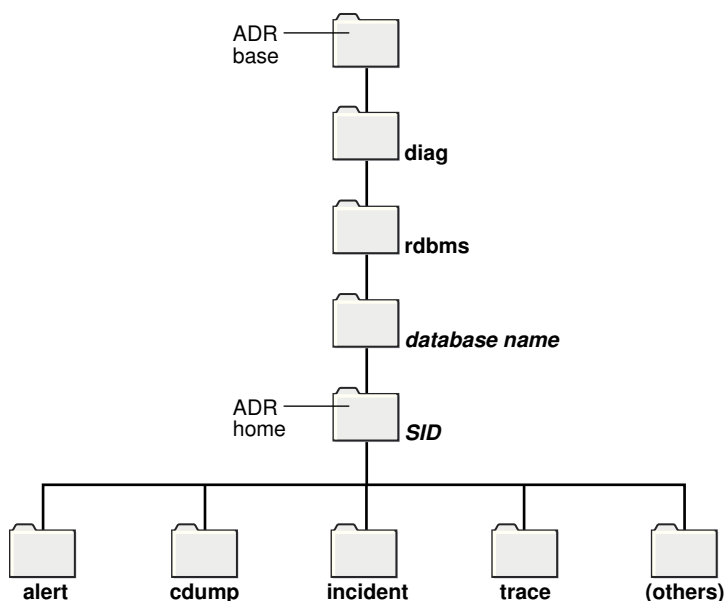 ADR
base
diag
rdbms
database name
ADR
home
SID
alert
cdump
incident
trace
(others)